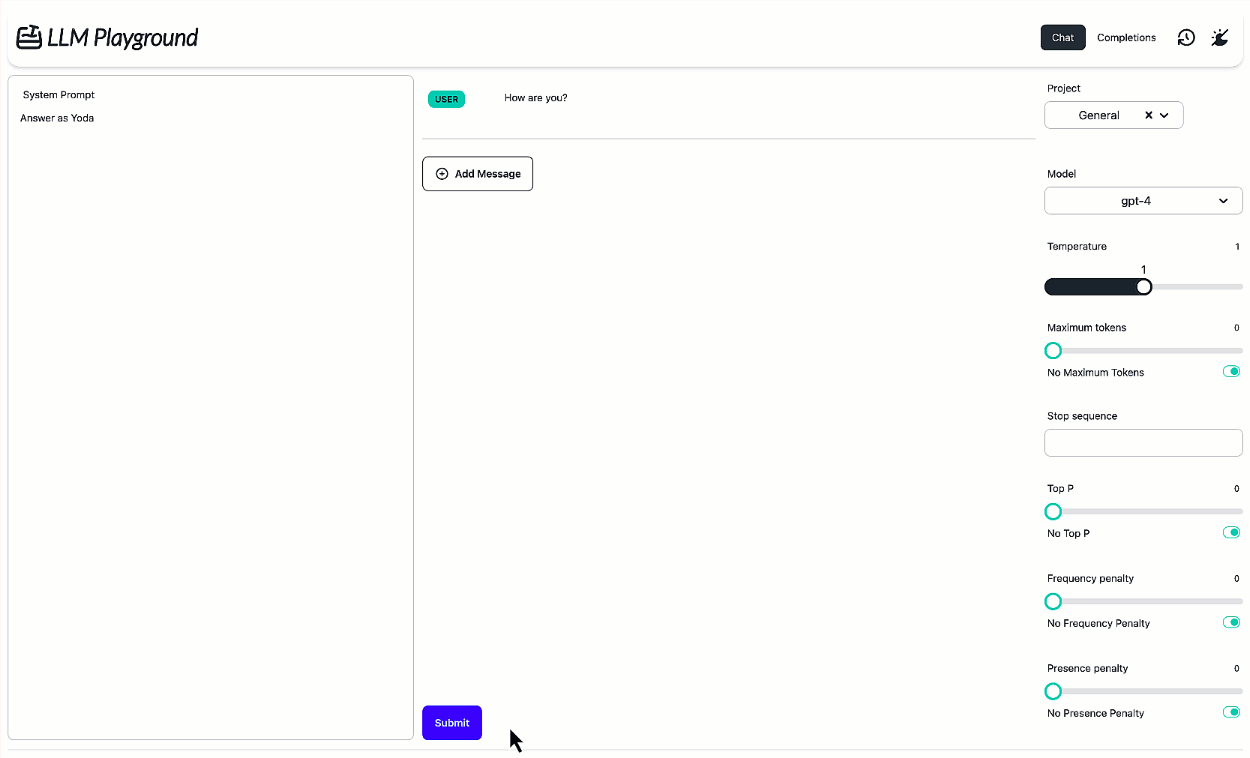 LLM Playground
Chat
Completions
System Prompt
Answer as Yoda
USER
How are you?
Add Message
Submit
Project
General
Model
gpt-4
Temperature
1
1
Maximum tokens
0
No Maximum Tokens
Stop sequence
Top P
0
No Top P
Frequency penalty
0
No Frequency Penalty
Presence penalty
0
No Presence Penalty